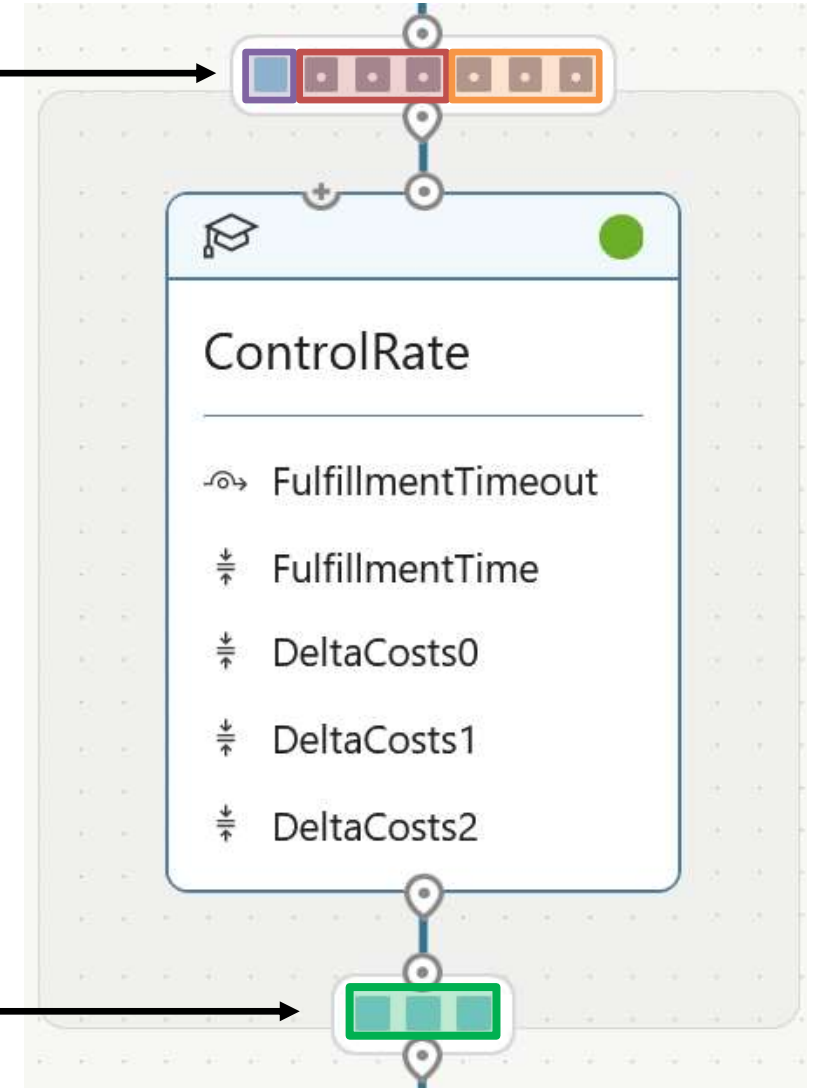 ControlRate
FulfillmentTimeout
FulfillmentTime
DeltaCosts0
DeltaCosts1
DeltaCosts2